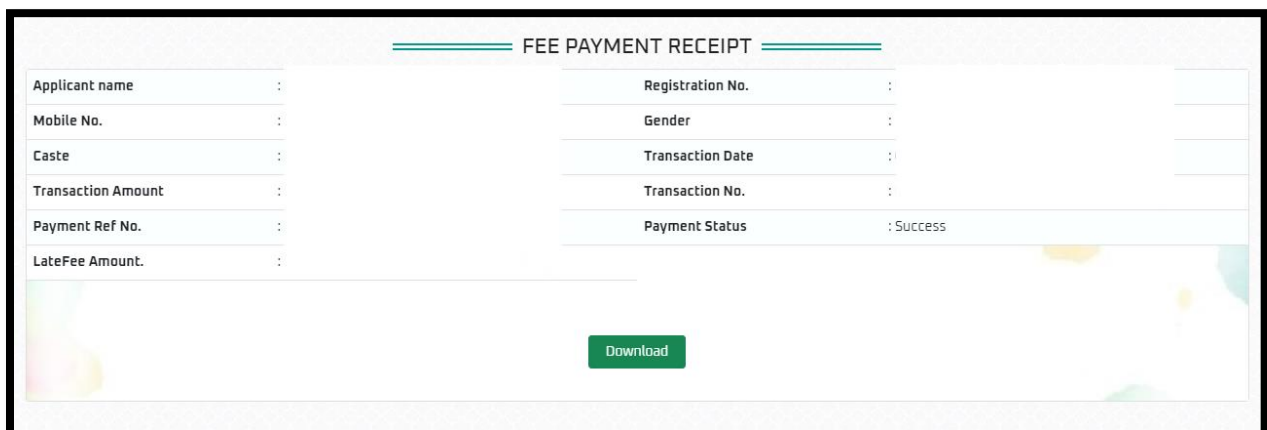 FEE PAYMENT RECEIPT
Applicant name : Registration No. :
Mobile No. : Gender :
Caste : Transaction Date :
Transaction Amount : Transaction No. :
Payment Ref No. : Payment Status : Success
LateFee Amount. :
Download